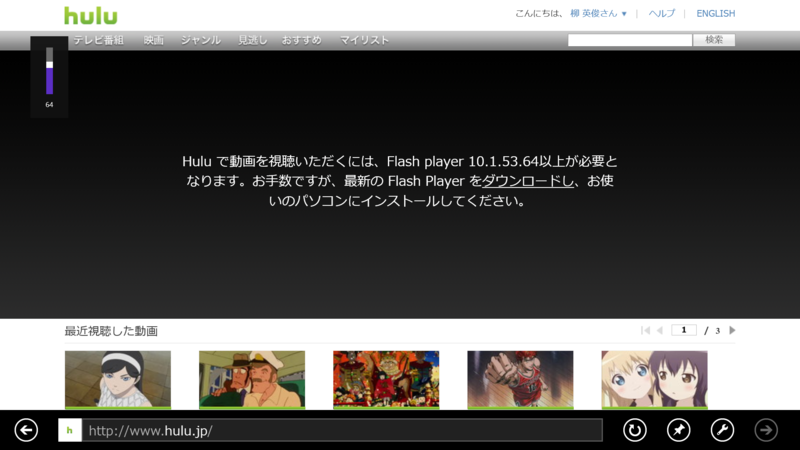 hulu
こんにちは、 柳 英俊さん ▼ | ヘルプ | ENGLISH
テレビ番組 映画 ジャンル 見逃し おすすめ マイリスト 検索
64
Hulu で動画を視聴いただくには、Flash player 10.1.53.64以上が必要と
なります。お手数ですが、最新の Flash Player をダウンロードし、お使
いのパソコンにインストールしてください。
最近視聴した動画 1 / 3
h http://www.hulu.jp/